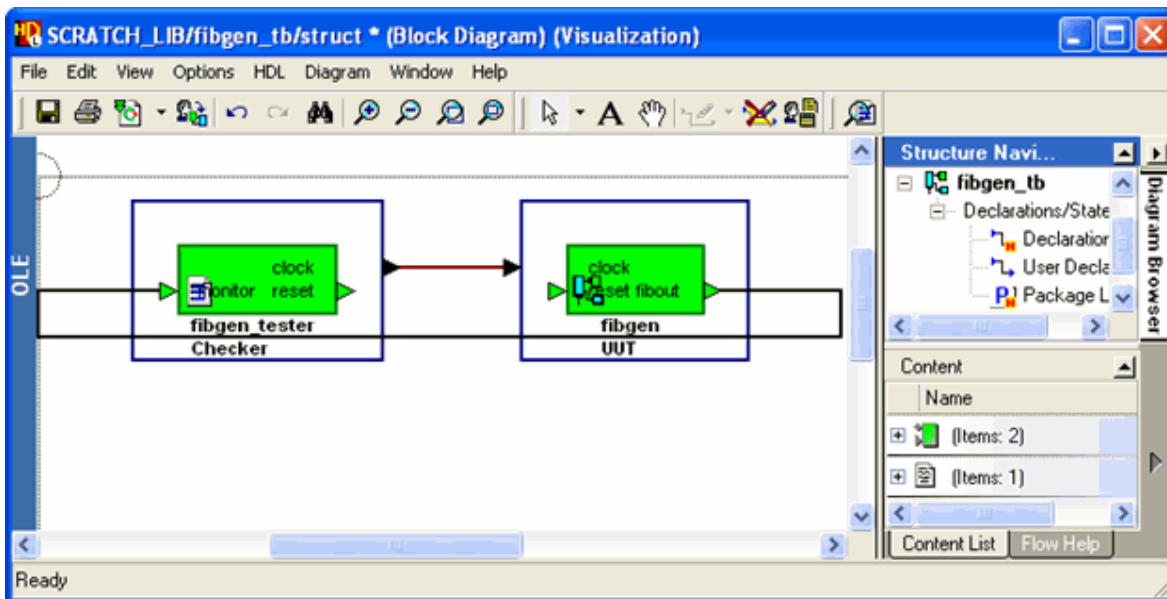 SCRATCH_LIB/fibgen_tb/struct * (Block Diagram) (Visualization)
File Edit View Options HDL Diagram Window Help
A
OLE
clock
monitor reset
fibgen_tester
Checker
clock
reset fibout
fibgen
UUT
Structure Navi...
fibgen_tb
Declarations/State
Declaration
User Decla
Package L
Diagram Browser
Content
Name
(Items: 2)
(Items: 1)
Content List Flow Help
Ready